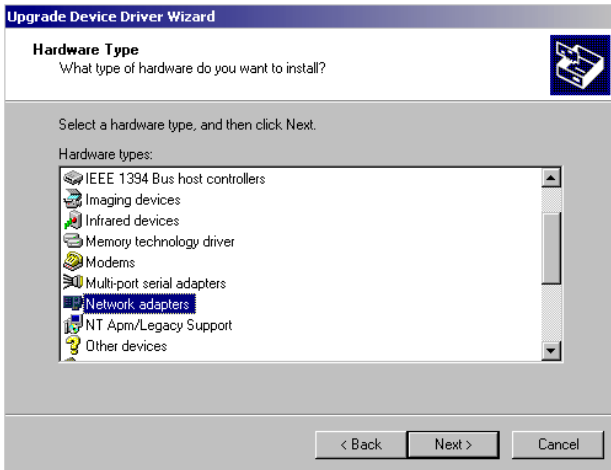 Upgrade Device Driver Wizard
Hardware Type
What type of hardware do you want to install?
Select a hardware type, and then click Next.
Hardware types:
IEEE 1394 Bus host controllers
Imaging devices
Infrared devices
Memory technology driver
Modems
Multi-port serial adapters
Network adapters
NT Apm/Legacy Support
Other devices
< Back Next > Cancel